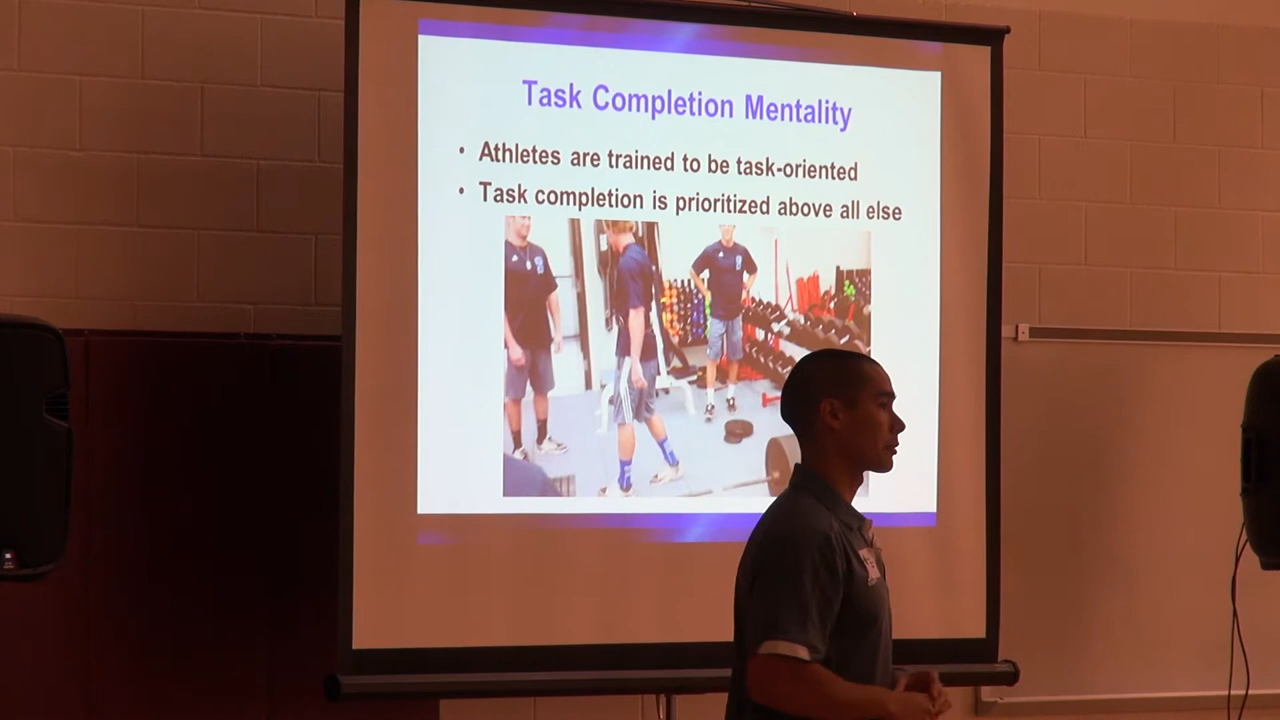 Task Completion Mentality
• Athletes are trained to be task-oriented
• Task completion is prioritized above all else